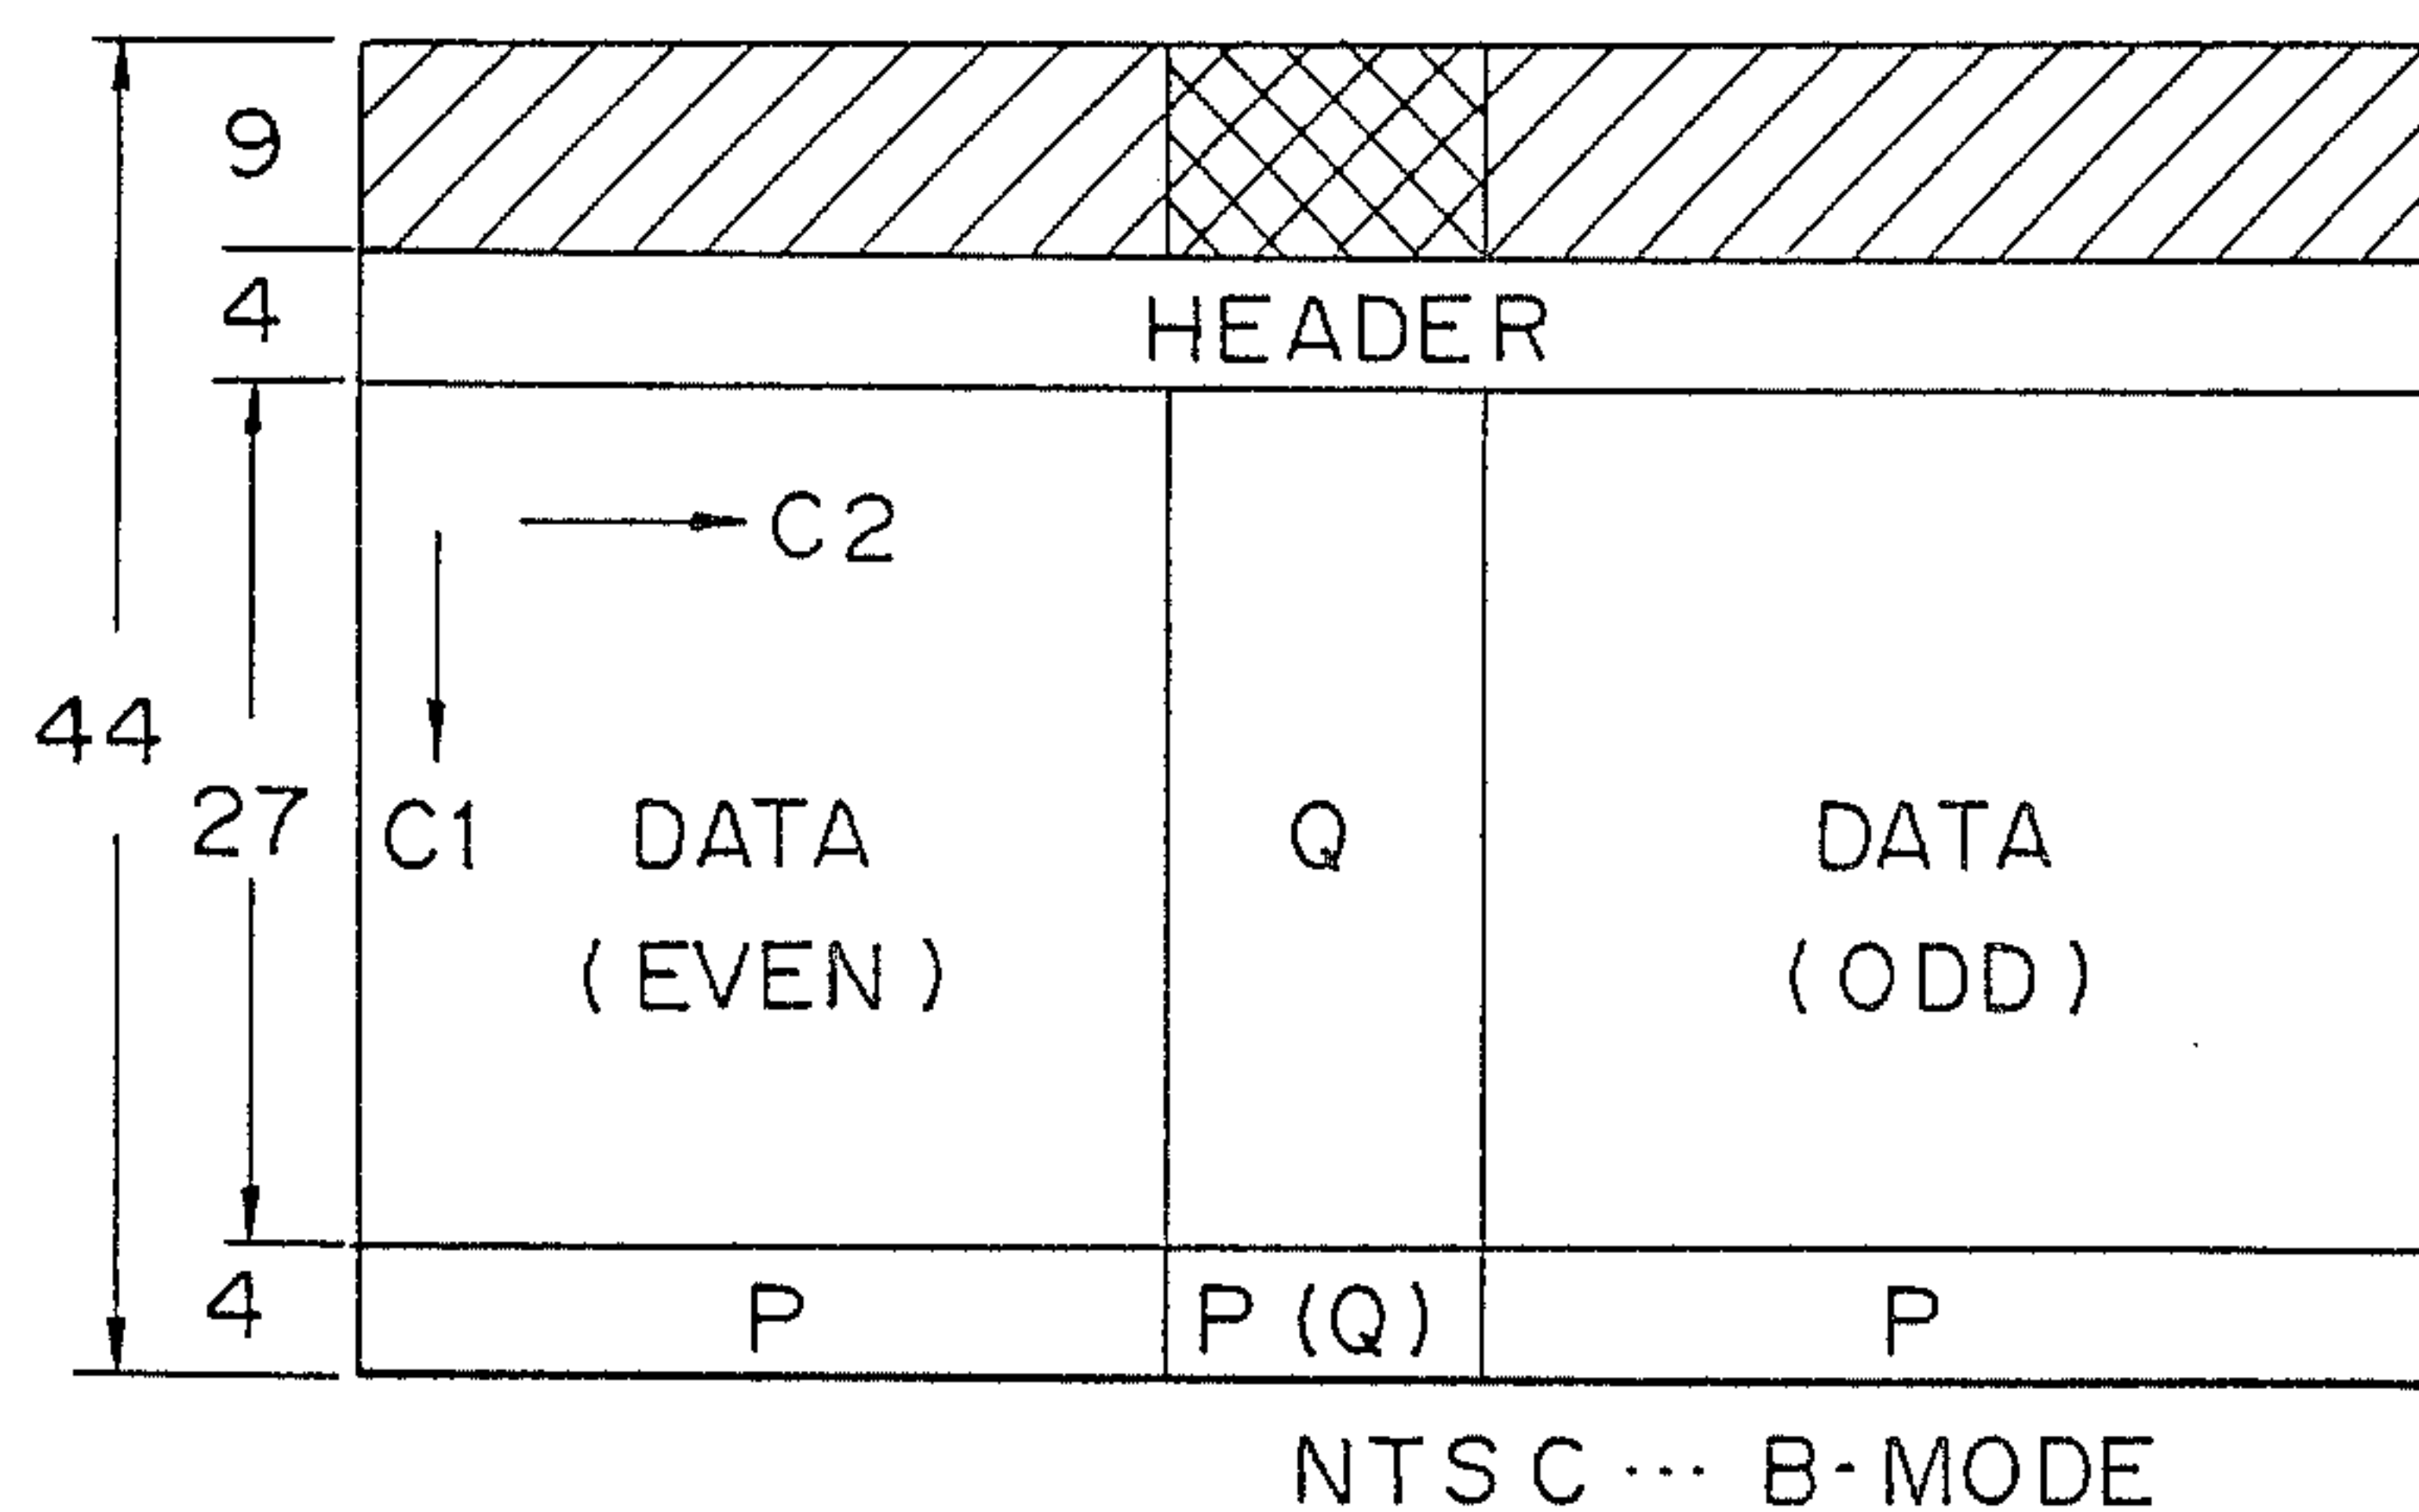 9
4 HEADER
C2
44
27 C1 DATA Q DATA
(EVEN) (ODD)
4 P P(Q) P
NTSC ··· B-MODE